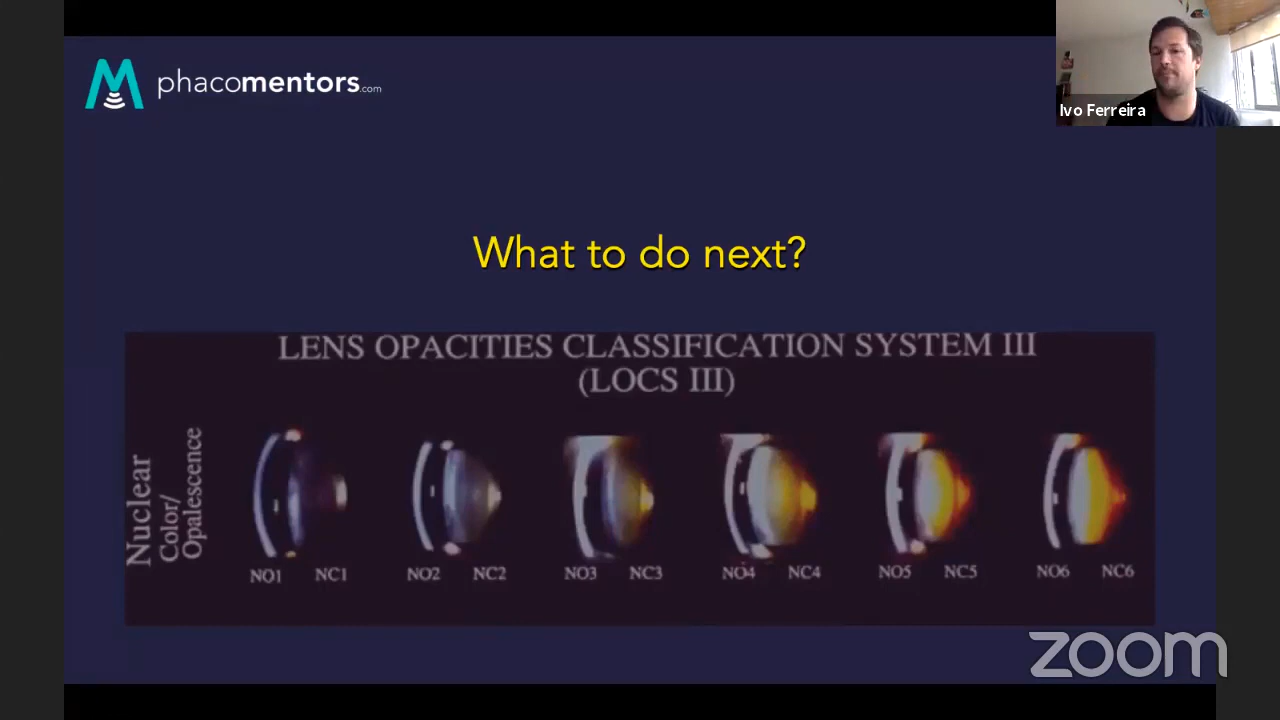 phacomentors.com
Ivo Ferreira
What to do next?
LENS OPACITIES CLASSIFICATION SYSTEM III
(LOCS III)
Nuclear
Color/
Opalescence
NO1 NC1 NO2 NC2 NO3 NC3 NO4 NC4 NO5 NC5 NO6 NC6
zoom